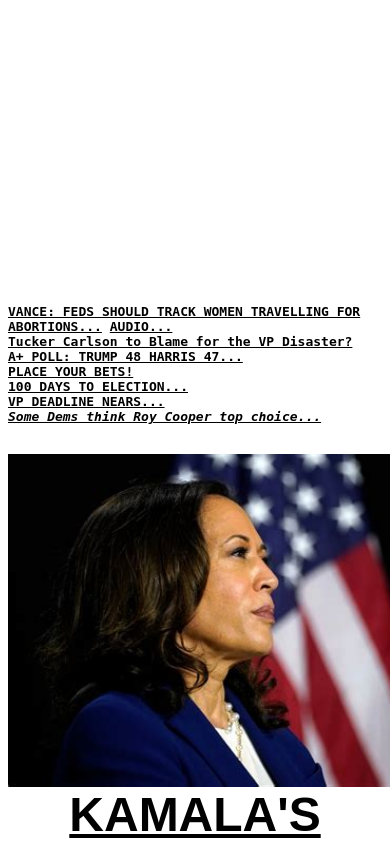 VANCE: FEDS SHOULD TRACK WOMEN TRAVELLING FOR
ABORTIONS... AUDIO...
Tucker Carlson to Blame for the VP Disaster?
A+ POLL: TRUMP 48 HARRIS 47...
PLACE YOUR BETS!
100 DAYS TO ELECTION...
VP DEADLINE NEARS...
Some Dems think Roy Cooper top choice...
KAMALA'S